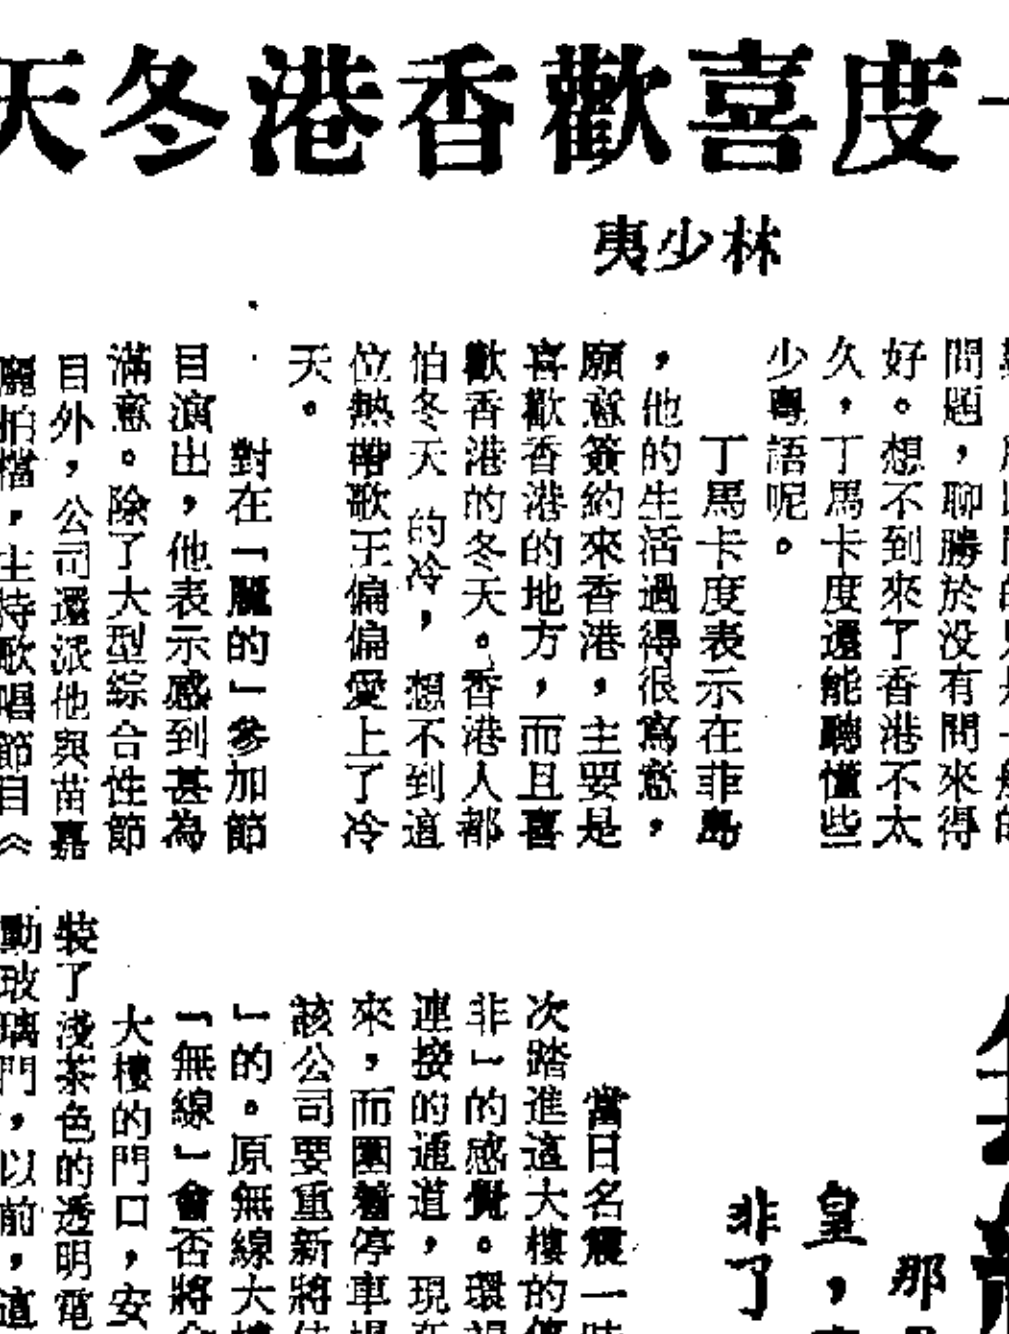 度喜歡香港冬天
林少夷
問題，聊勝於没有問來得
好。想不到來了香港不太
久，丁馬卡度還能聽懂些
少粵語呢。
丁馬卡度表示在菲島
，他的生活過得很寫意，
願意簽約來香港，主要是
喜歡香港的地方，而且喜
歡香港的冬天。香港人都
怕冬天的冷，想不到這
位熱帶歌王偏偏愛上了冷
天。
對在「麗的」參加節
目演出，他表示感到甚為
滿意。除了大型綜合性節
目外，公司還派他與苗嘉
麗拍檔，主持歌唱節目《
那
皇，
非了
當日名震一時
次踏進這大樓的
非」的感覺。環
連接的通道，現在
來，而圍着停車場
該公司要重新將
」的。原無線大樓
「無線」會否將
大樓的門口，安
裝了淺茶色的透明電
動玻璃門，以前，這